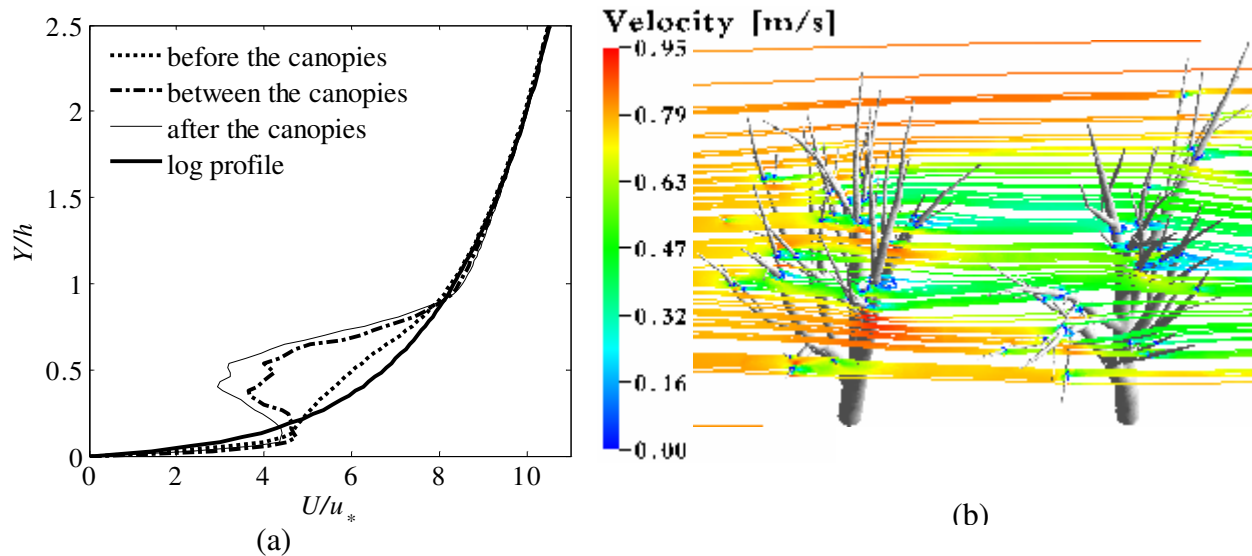 2.5
2
1.5
1
0.5
0
Y/h
before the canopies
between the canopies
after the canopies
log profile
0 2 4 6 8 10
U/u*
(a)
Velocity [m/s]
0.95
0.79
0.63
0.47
0.32
0.16
0.00
(b)